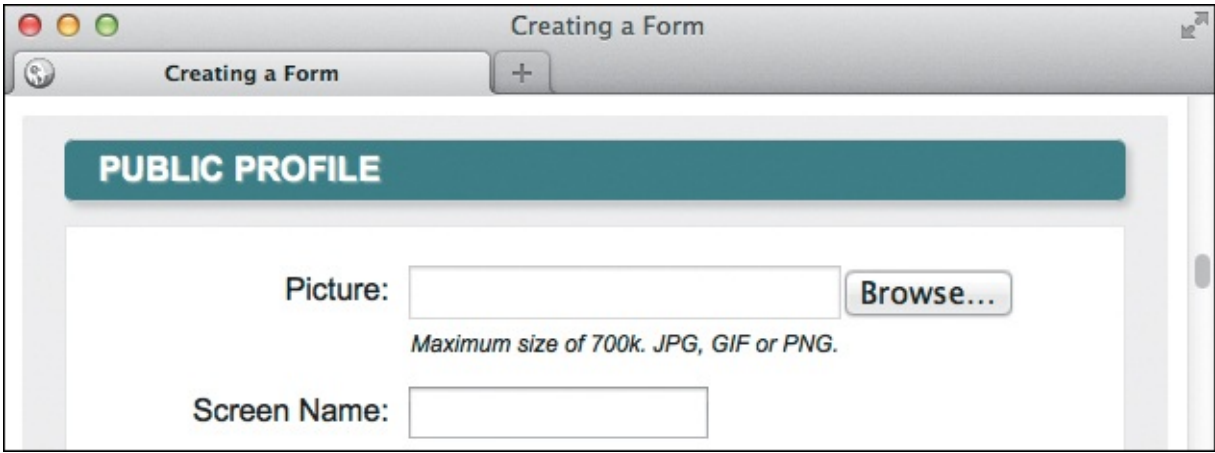 Creating a Form
Creating a Form
PUBLIC PROFILE
Picture:
Browse...
Maximum size of 700k. JPG, GIF or PNG.
Screen Name: